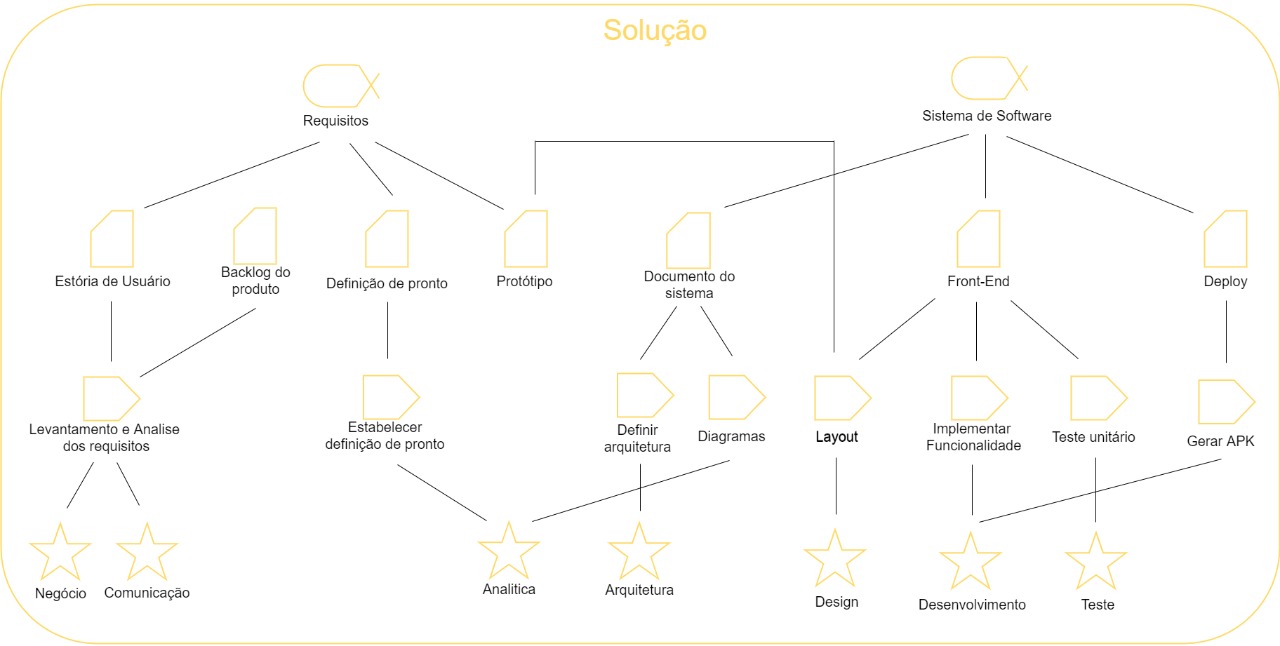 Solução
Requisitos
Sistema de Software
Estória de Usuário
Backlog do
produto
Definição de pronto
Protótipo
Documento do
sistema
Front-End
Deploy
Levantamento e Analise
dos requisitos
Estabelecer
definição de pronto
Definir
arquitetura
Diagramas
Layout
Implementar
Funcionalidade
Teste unitário
Gerar APK
Negócio
Comunicação
Analitica
Arquitetura
Design
Desenvolvimento
Teste